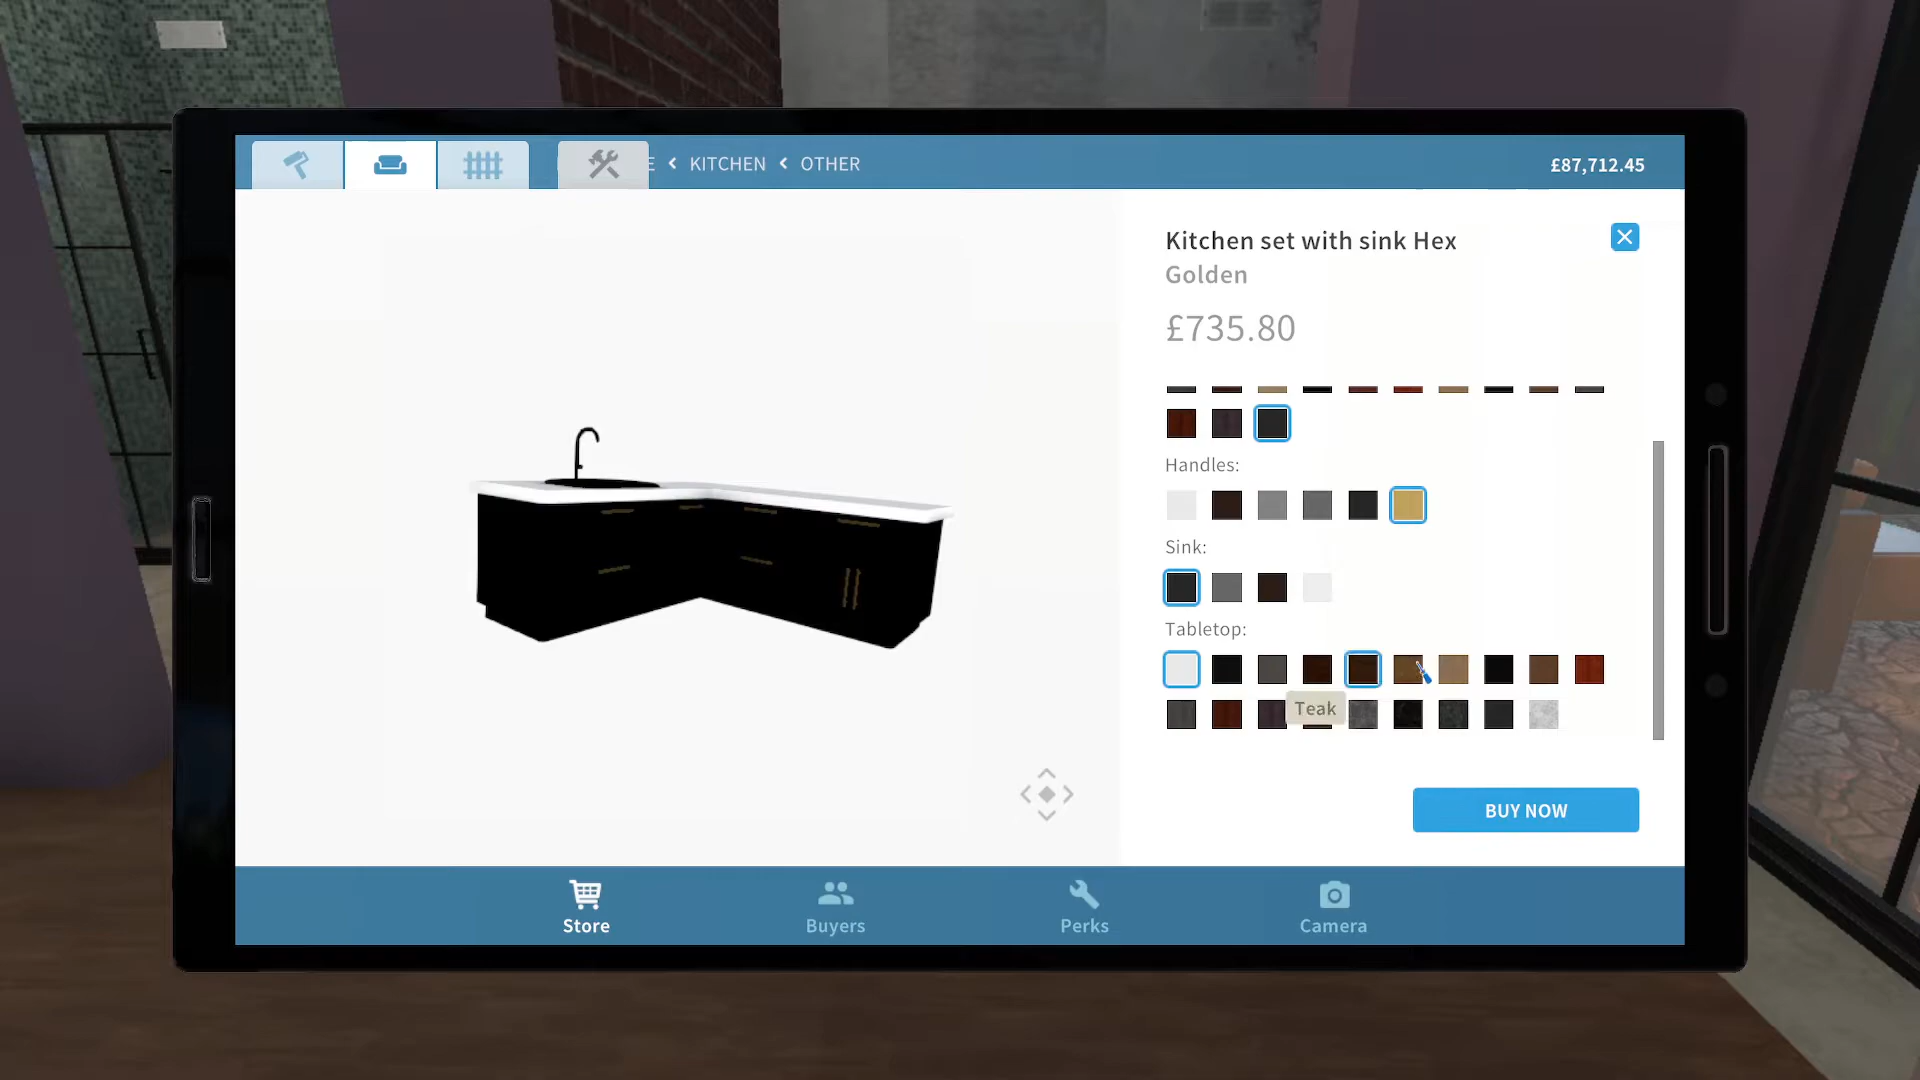 E < KITCHEN < OTHER
£87,712.45
Kitchen set with sink Hex
Golden
£735.80
Handles:
Sink:
Tabletop:
Teak
BUY NOW
Store
Buyers
Perks
Camera